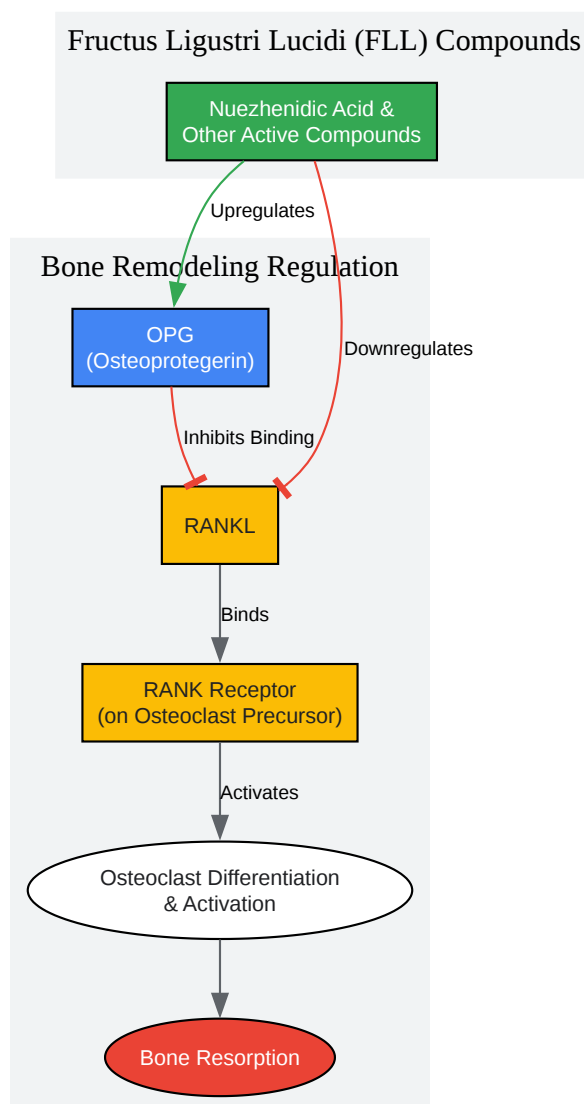 Fructus Ligustri Lucidi (FLL) Compounds
Nuezhenidic Acid &
Other Active Compounds
Upregulates
Bone Remodeling Regulation
OPG
(Osteoprotegerin)
Downregulates
Inhibits Binding
RANKL
Binds
RANK Receptor
(on Osteoclast Precursor)
Activates
Osteoclast Differentiation
& Activation
Bone Resorption